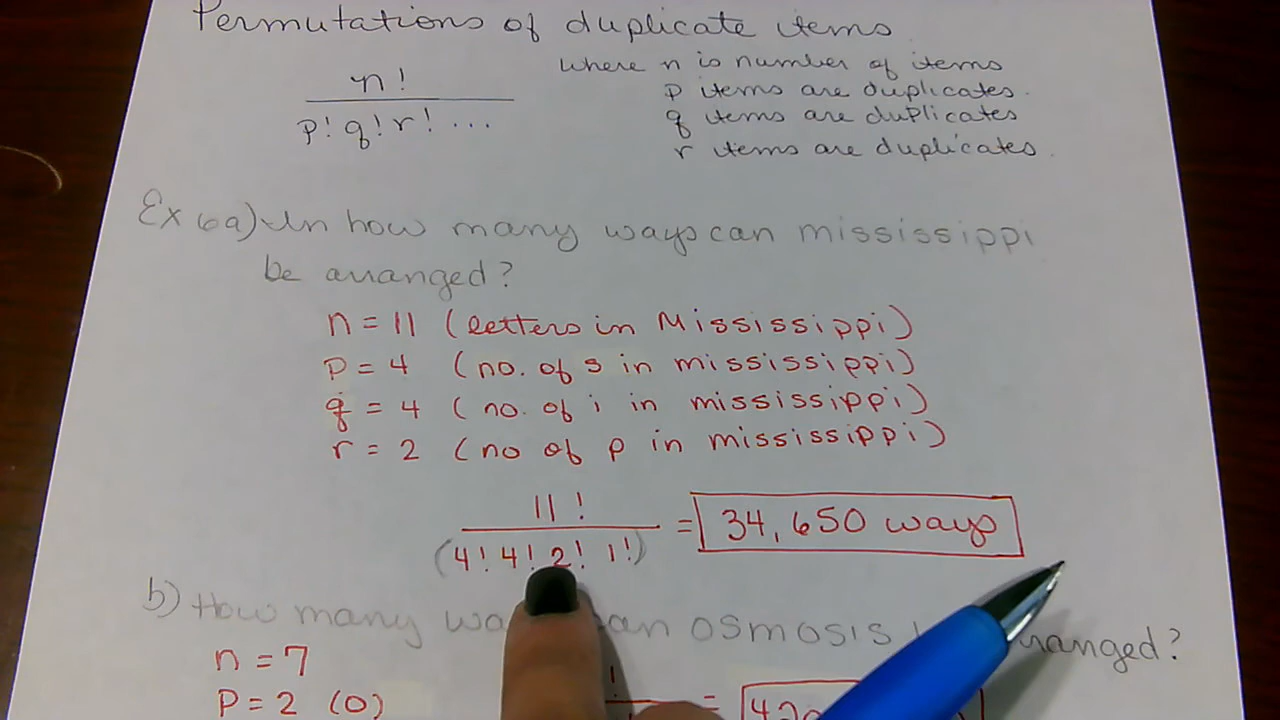 Permutations of duplicate items
n! / p! q! r! ...
where n is number of items
p items are duplicates.
q items are duplicates
r items are duplicates.
Ex 6a) In how many ways can mississippi
be arranged?
n = 11 (letters in Mississippi)
p = 4 (no. of s in mississippi)
q = 4 (no. of i in mississippi)
r = 2 (no of p in mississippi)
11! / (4! 4! 2! 1!) = 34,650 ways
b) How many can osmosis arranged?
n = 7
p = 2 (O)
! =